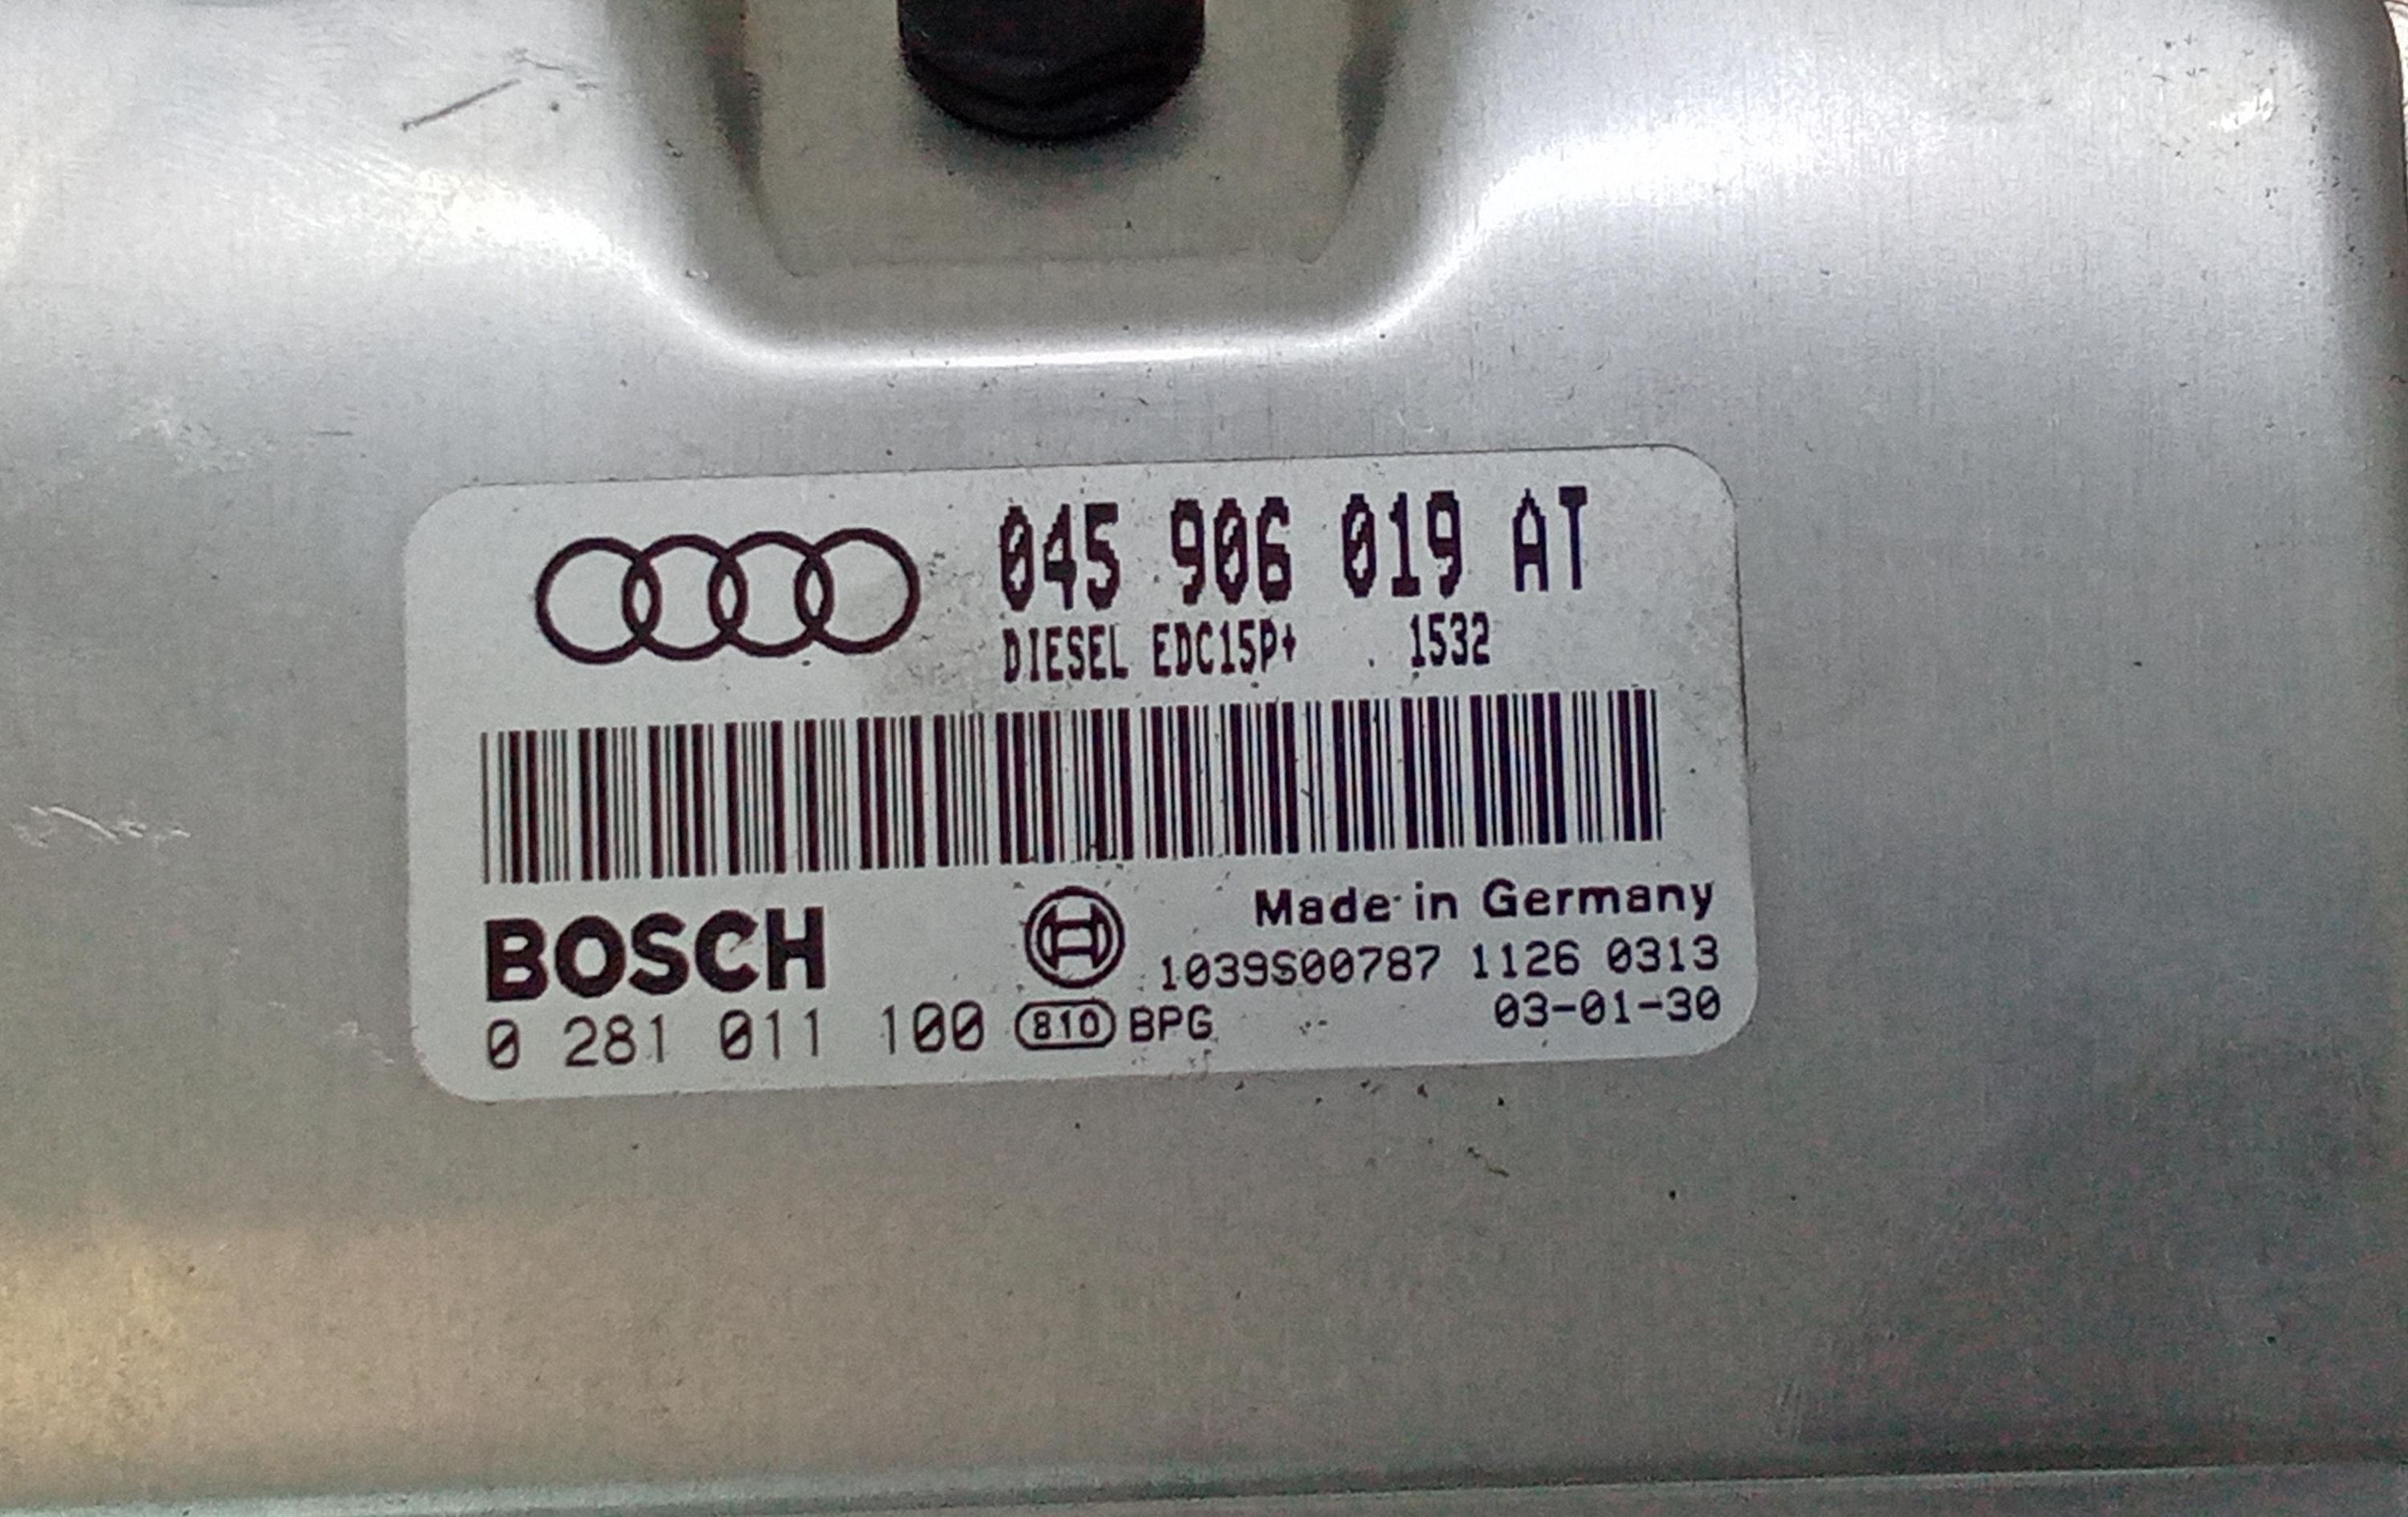 045 906 019 AT
DIESEL EDC15P+ 1532
BOSCH
Made in Germany
1039S00787 1126 0313
0 281 011 100 810 BPG 03-01-30